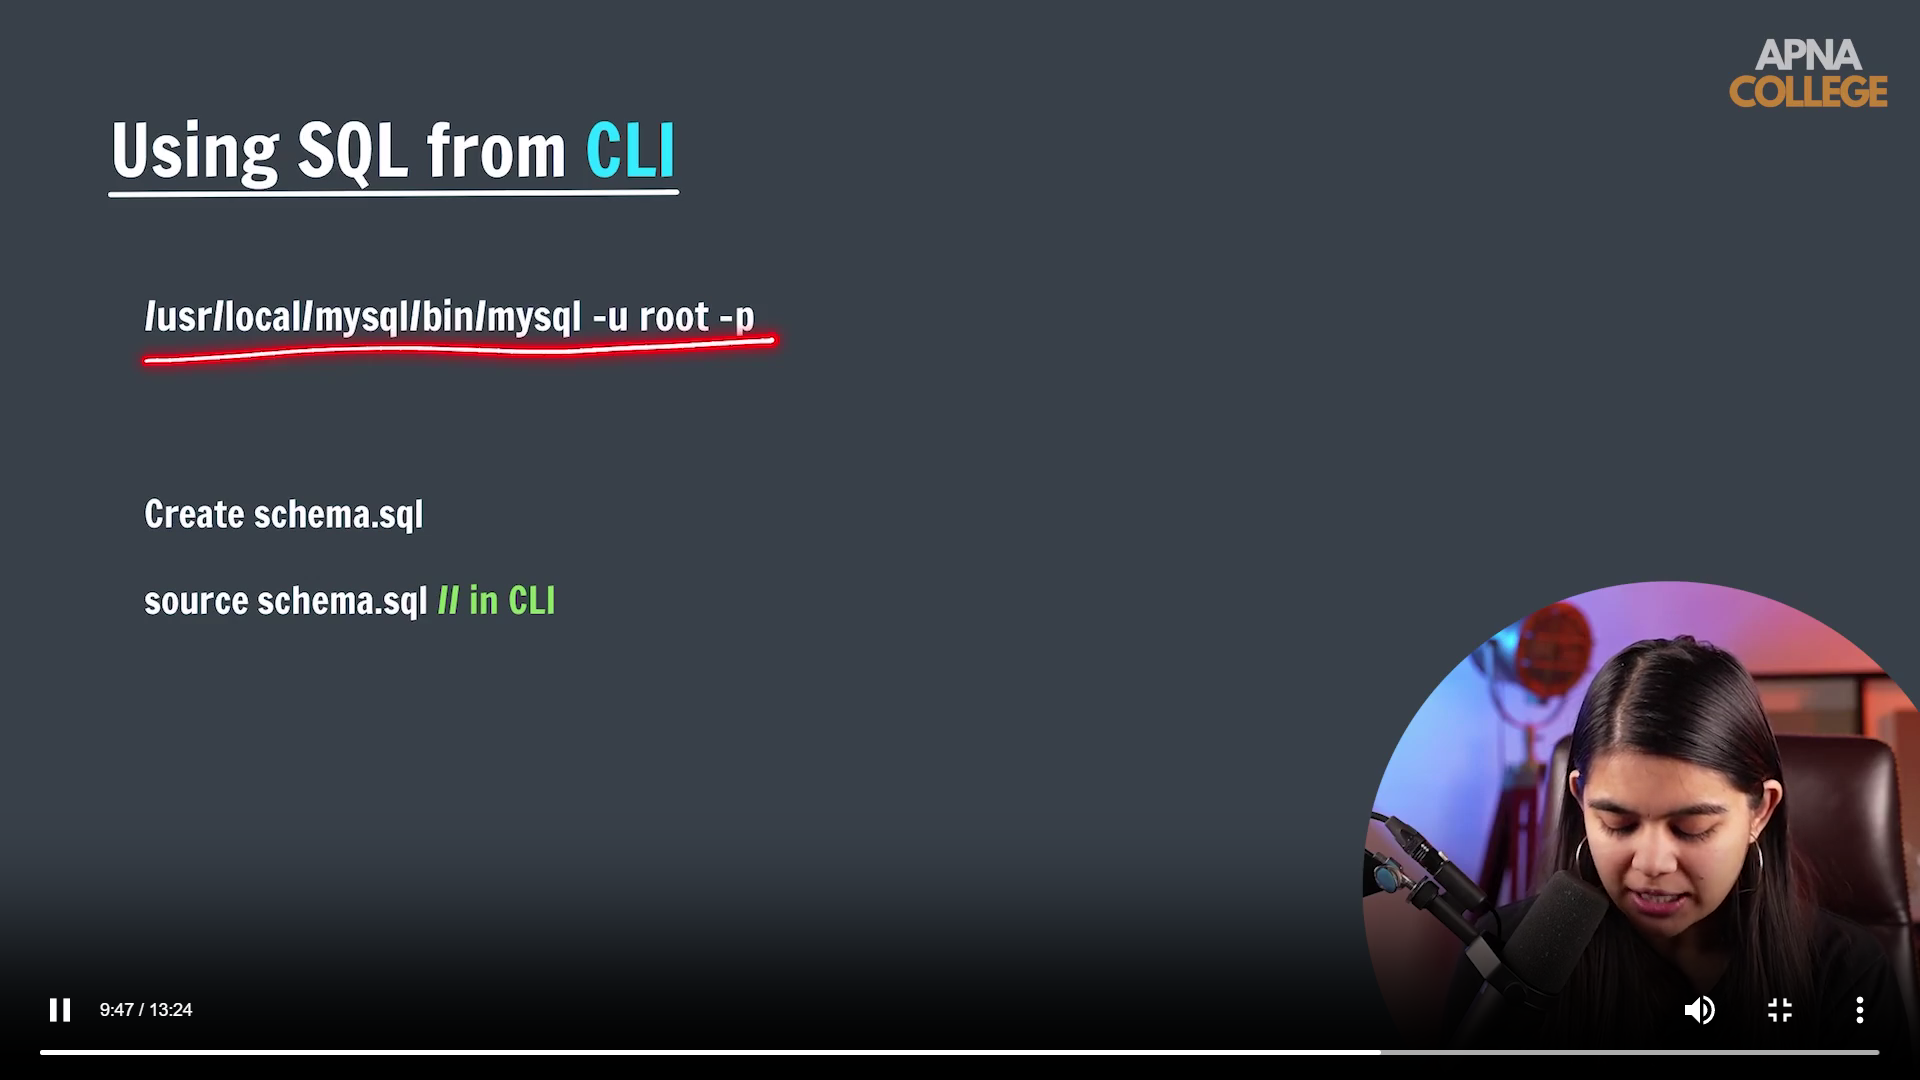 APNA
COLLEGE
Using SQL from CLI
/usr/local/mysql/bin/mysql -u root -p
Create schema.sql
source schema.sql // in CLI
9:47 / 13:24